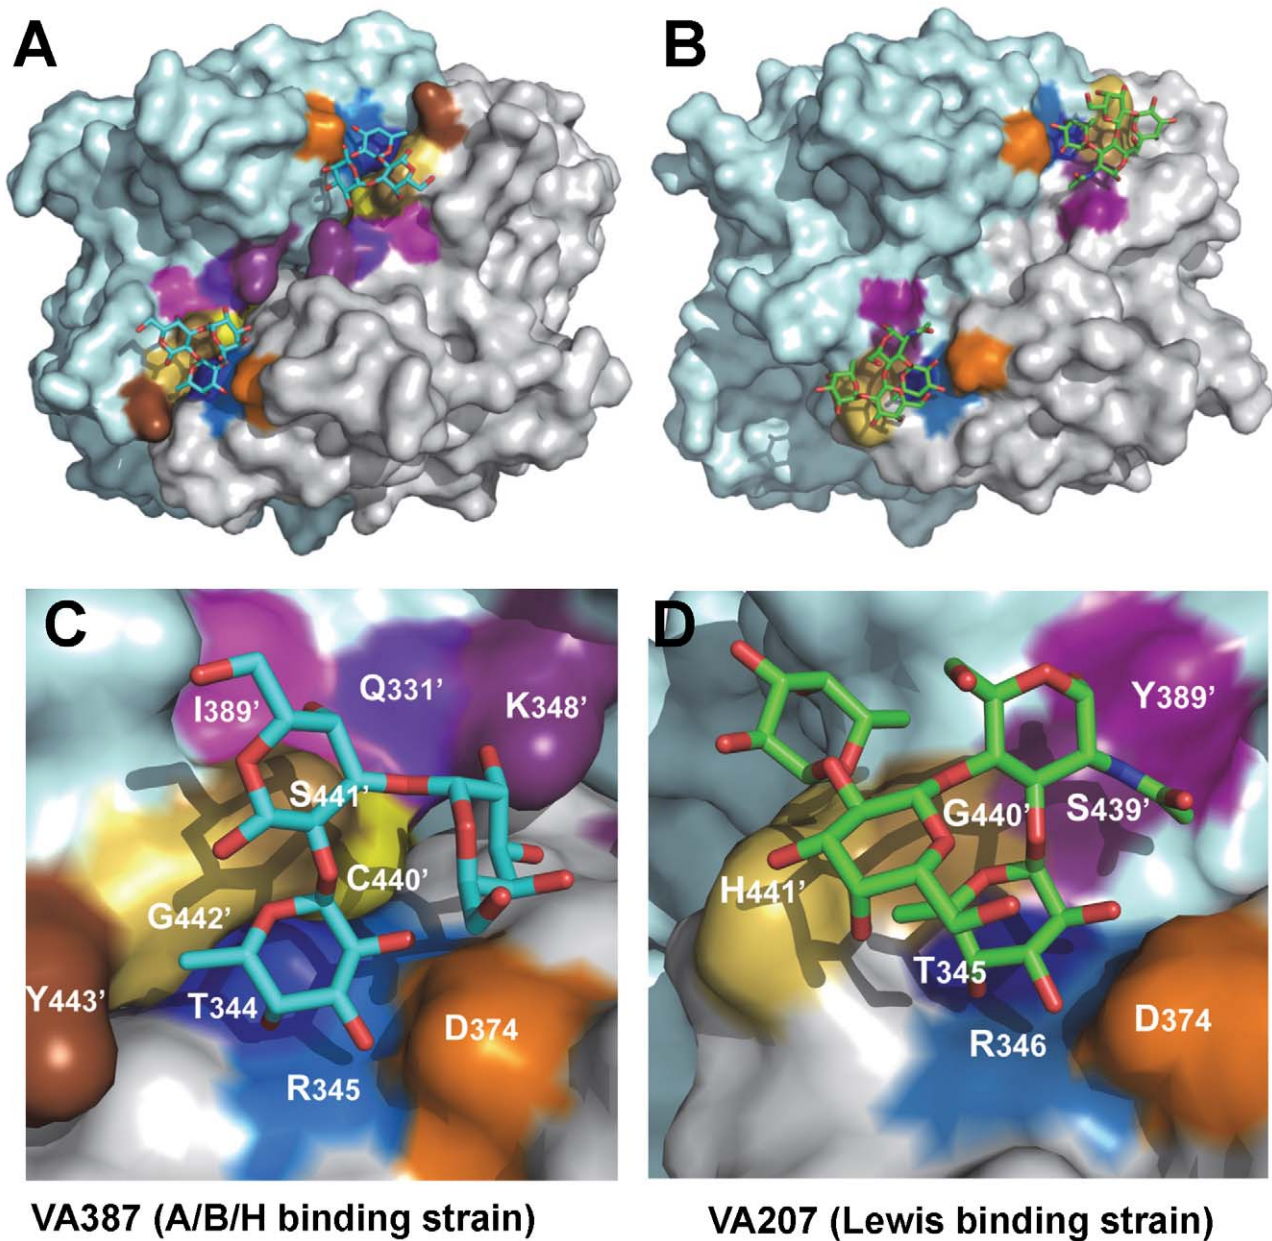 A
B
C
I389'
Q331'
K348'
S441'
C440'
G442'
Y443'
T344
D374
R345
D
Y389'
G440'
S439'
H441'
T345
D374
R346
VA387 (A/B/H binding strain)
VA207 (Lewis binding strain)